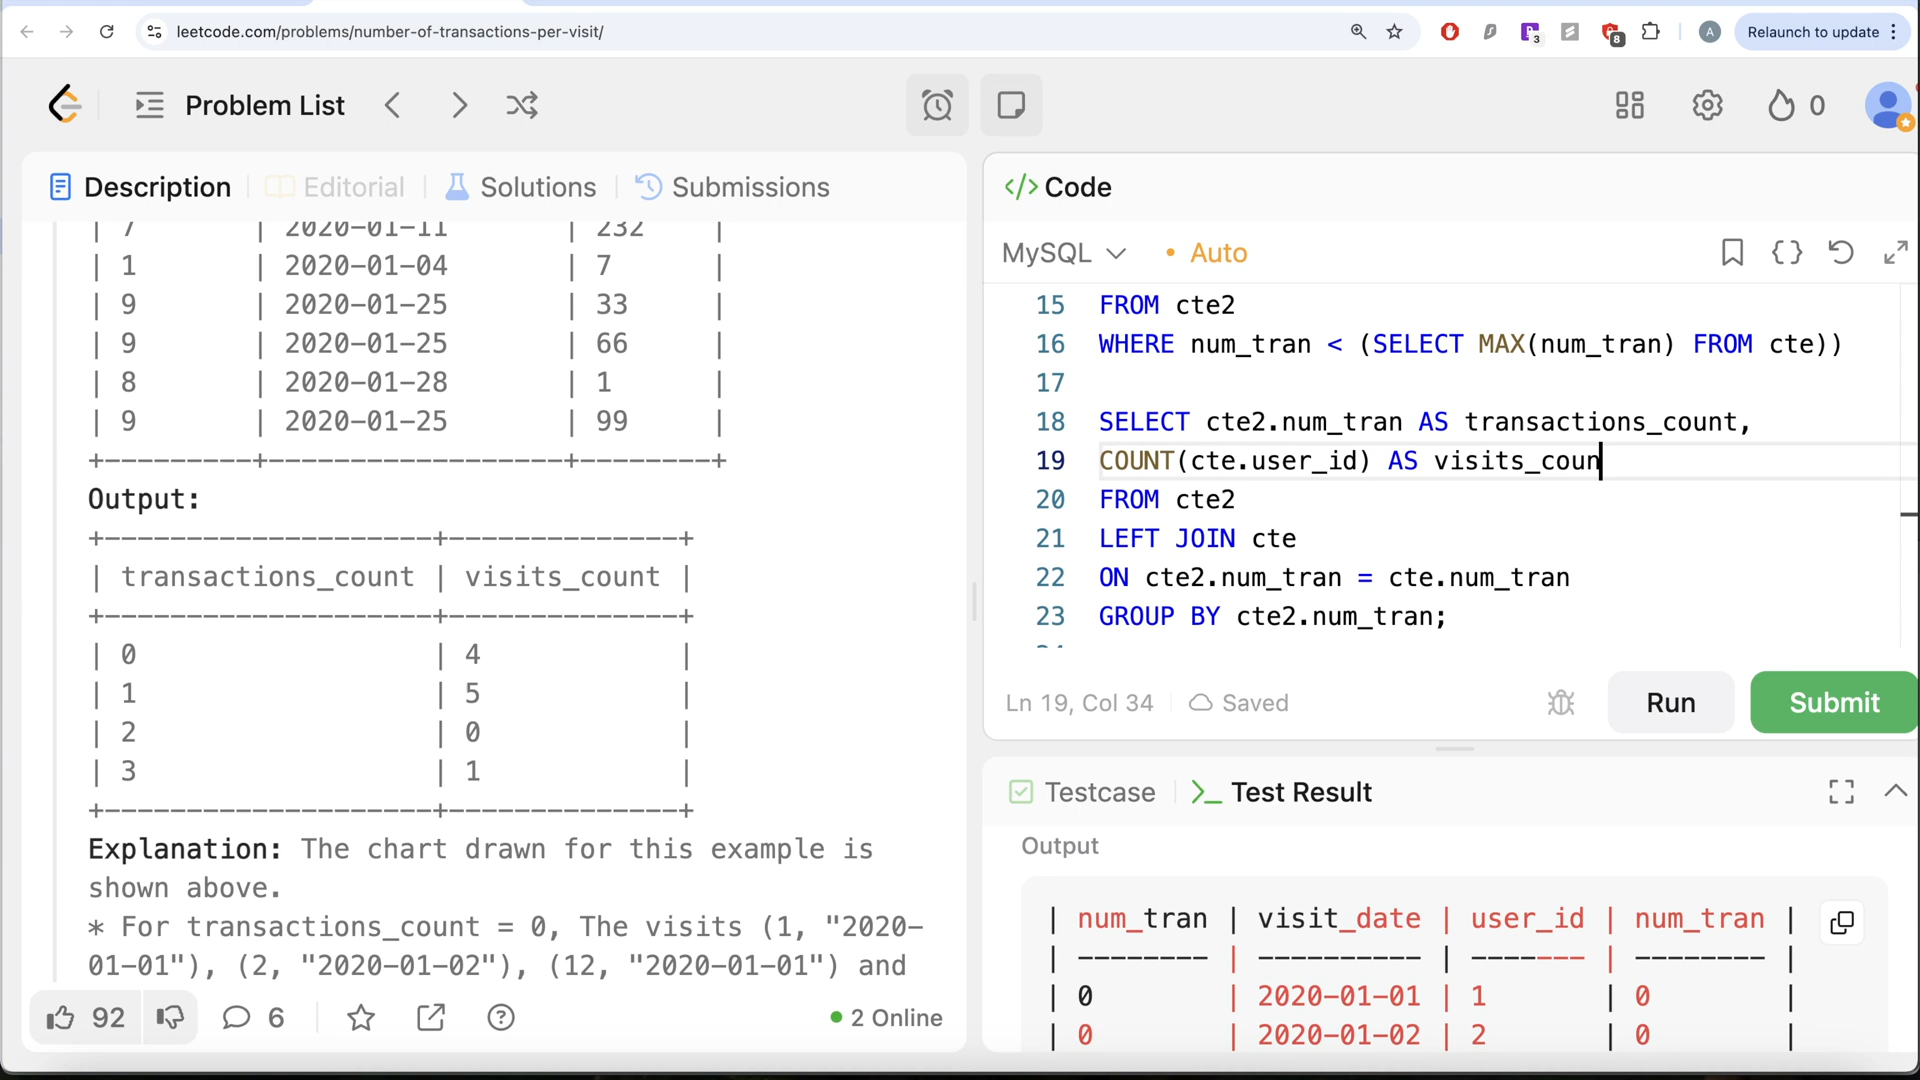 leetcode.com/problems/number-of-transactions-per-visit/
3
8
A
Relaunch to update
Problem List
0
Description
Editorial
Solutions
Submissions
| 7 | 2020-01-11 | 232 |
| 1 | 2020-01-04 | 7 |
| 9 | 2020-01-25 | 33 |
| 9 | 2020-01-25 | 66 |
| 8 | 2020-01-28 | 1 |
| 9 | 2020-01-25 | 99 |
+---------+-------------------+--------+
Output:
+--------------------+--------------+
| transactions_count | visits_count |
+--------------------+--------------+
| 0 | 4 |
| 1 | 5 |
| 2 | 0 |
| 3 | 1 |
+--------------------+--------------+
Explanation: The chart drawn for this example is
shown above.
* For transactions_count = 0, The visits (1, "2020-
01-01"), (2, "2020-01-02"), (12, "2020-01-01") and
92
6
2 Online
</> Code
MySQL
• Auto
15 FROM cte2
16 WHERE num_tran < (SELECT MAX(num_tran) FROM cte))
17
18 SELECT cte2.num_tran AS transactions_count,
19 COUNT(cte.user_id) AS visits_coun
20 FROM cte2
21 LEFT JOIN cte
22 ON cte2.num_tran = cte.num_tran
23 GROUP BY cte2.num_tran;
Ln 19, Col 34
Saved
Run
Submit
Testcase
Test Result
Output
| num_tran | visit_date | user_id | num_tran |
| -------- | ---------- | ------- | -------- |
| 0 | 2020-01-01 | 1 | 0 |
| 0 | 2020-01-02 | 2 | 0 |